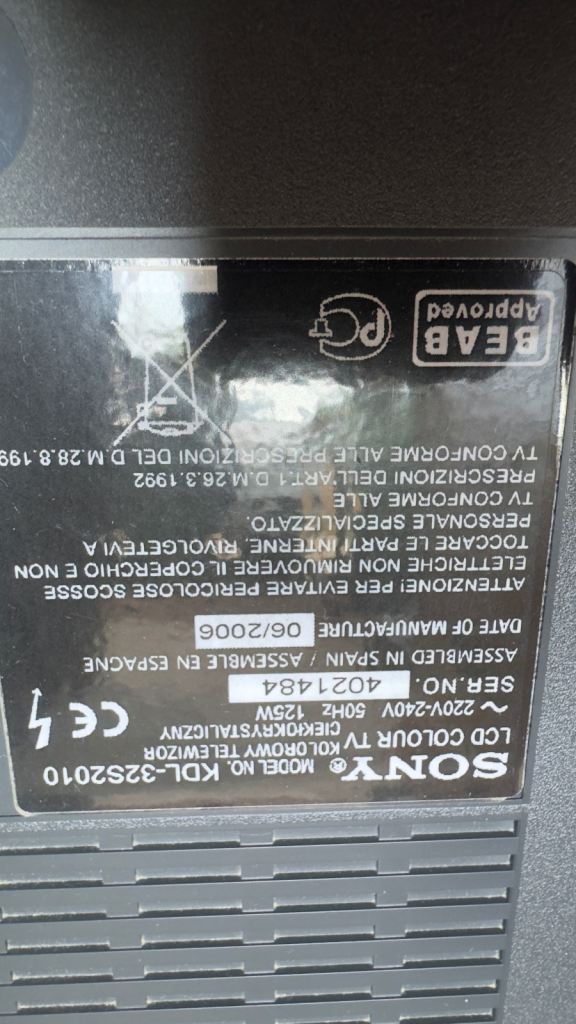 SONY® MODEL NO. KDL-32S2010
LCD COLOUR TV KOLOROWY TELEWIZOR
CIEKŁOKRYSTALICZNY
~ 220V-240V 50Hz 125W
CE
SER.NO. 4021484
ASSEMBLED IN SPAIN / ASSEMBLE EN ESPAGNE
DATE OF MANUFACTURE 06/2006
ATTENZIONE! PER EVITARE PERICOLOSE SCOSSE
ELETTRICHE NON RIMUOVERE IL COPERCHIO E NON
TOCCARE LE PARTI INTERNE, RIVOLGETEVI A
PERSONALE SPECIALIZZATO.
TV CONFORME ALLE
PRESCRIZIONI DELL'ART.1 D.M.26.3.1992
TV CONFORME ALLE PRESCRIZIONI DEL D.M.28.8.199
BEAB
Approved
PC